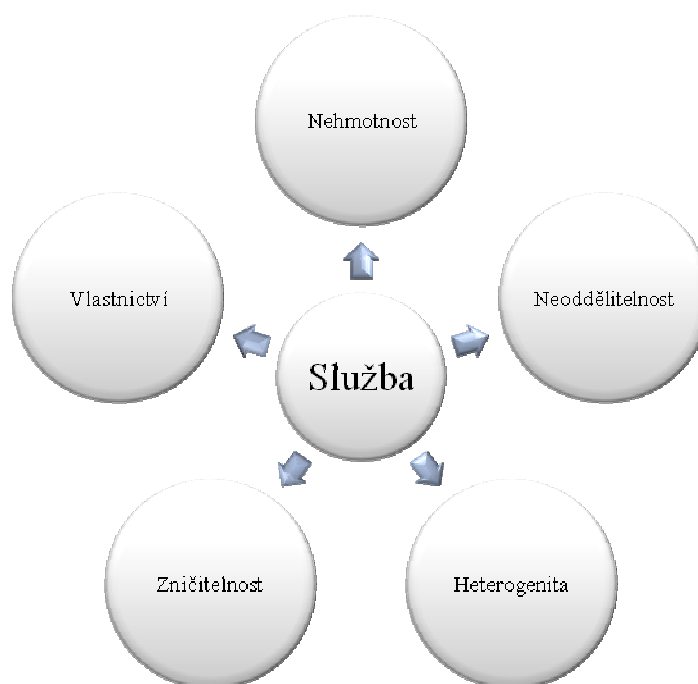 Nehmotnost
Vlastnictví
Neoddělitelnost
Služba
Zničitelnost
Heterogenita